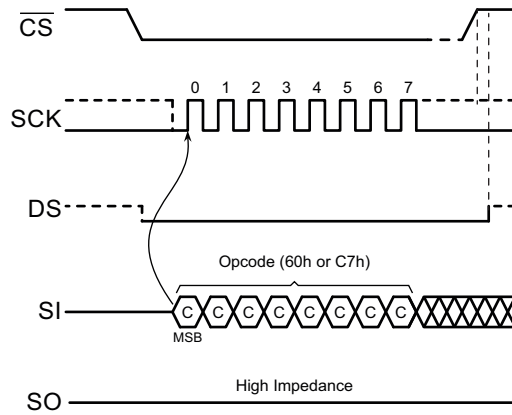 CS
0 1 2 3 4 5 6 7
SCK
DS
Opcode (60h or C7h)
SI
C C C C C C C C
MSB
High Impedance
SO